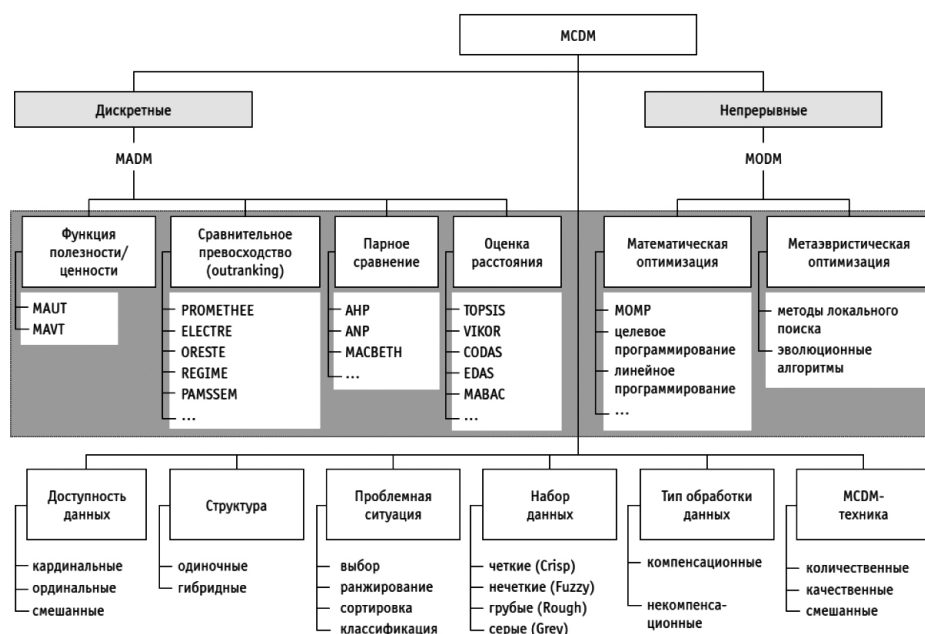 MCDM
Дискретные
Непрерывные
MADM
MODM
Функция
полезности/
ценности
MAUT
MAVT
Сравнительное
превосходство
(outranking)
PROMETHEE
ELECTRE
ORESTE
REGIME
PAMSSEM
...
Парное
сравнение
AHP
ANP
MACBETH
...
Оценка
расстояния
TOPSIS
VIKOR
CODAS
EDAS
MABAC
...
Математическая
оптимизация
MOMP
целевое
программирование
линейное
программирование
...
Метаэвристическая
оптимизация
методы локального
поиска
эволюционные
алгоритмы
Доступность
данных
кардинальные
ординальные
смешанные
Структура
одиночные
гибридные
Проблемная
ситуация
выбор
ранжирование
сортировка
классификация
Набор
данных
четкие (Crisp)
нечеткие (Fuzzy)
грубые (Rough)
серые (Grey)
Тип обработки
данных
компенсационные
некомпенса-
ционные
MCDM-
техника
количественные
качественные
смешанные